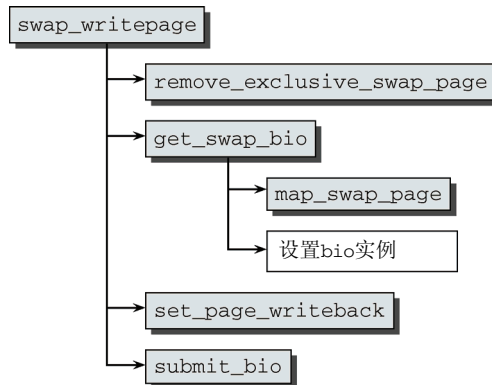 swap_writepage
remove_exclusive_swap_page
get_swap_bio
map_swap_page
设置bio实例
set_page_writeback
submit_bio